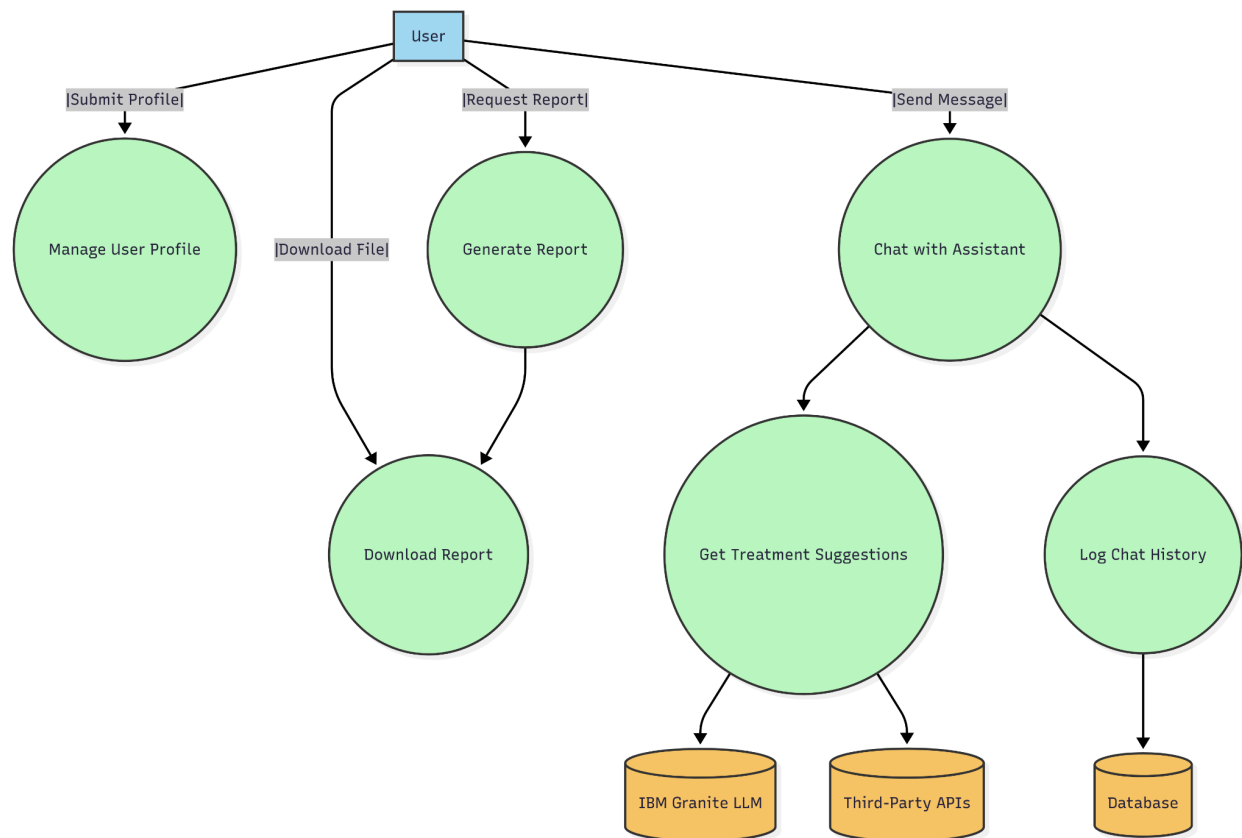 User
|Submit Profile|
|Request Report|
|Send Message|
Manage User Profile
|Download File|
Generate Report
Chat with Assistant
Download Report
Get Treatment Suggestions
Log Chat History
IBM Granite LLM
Third-Party APIs
Database